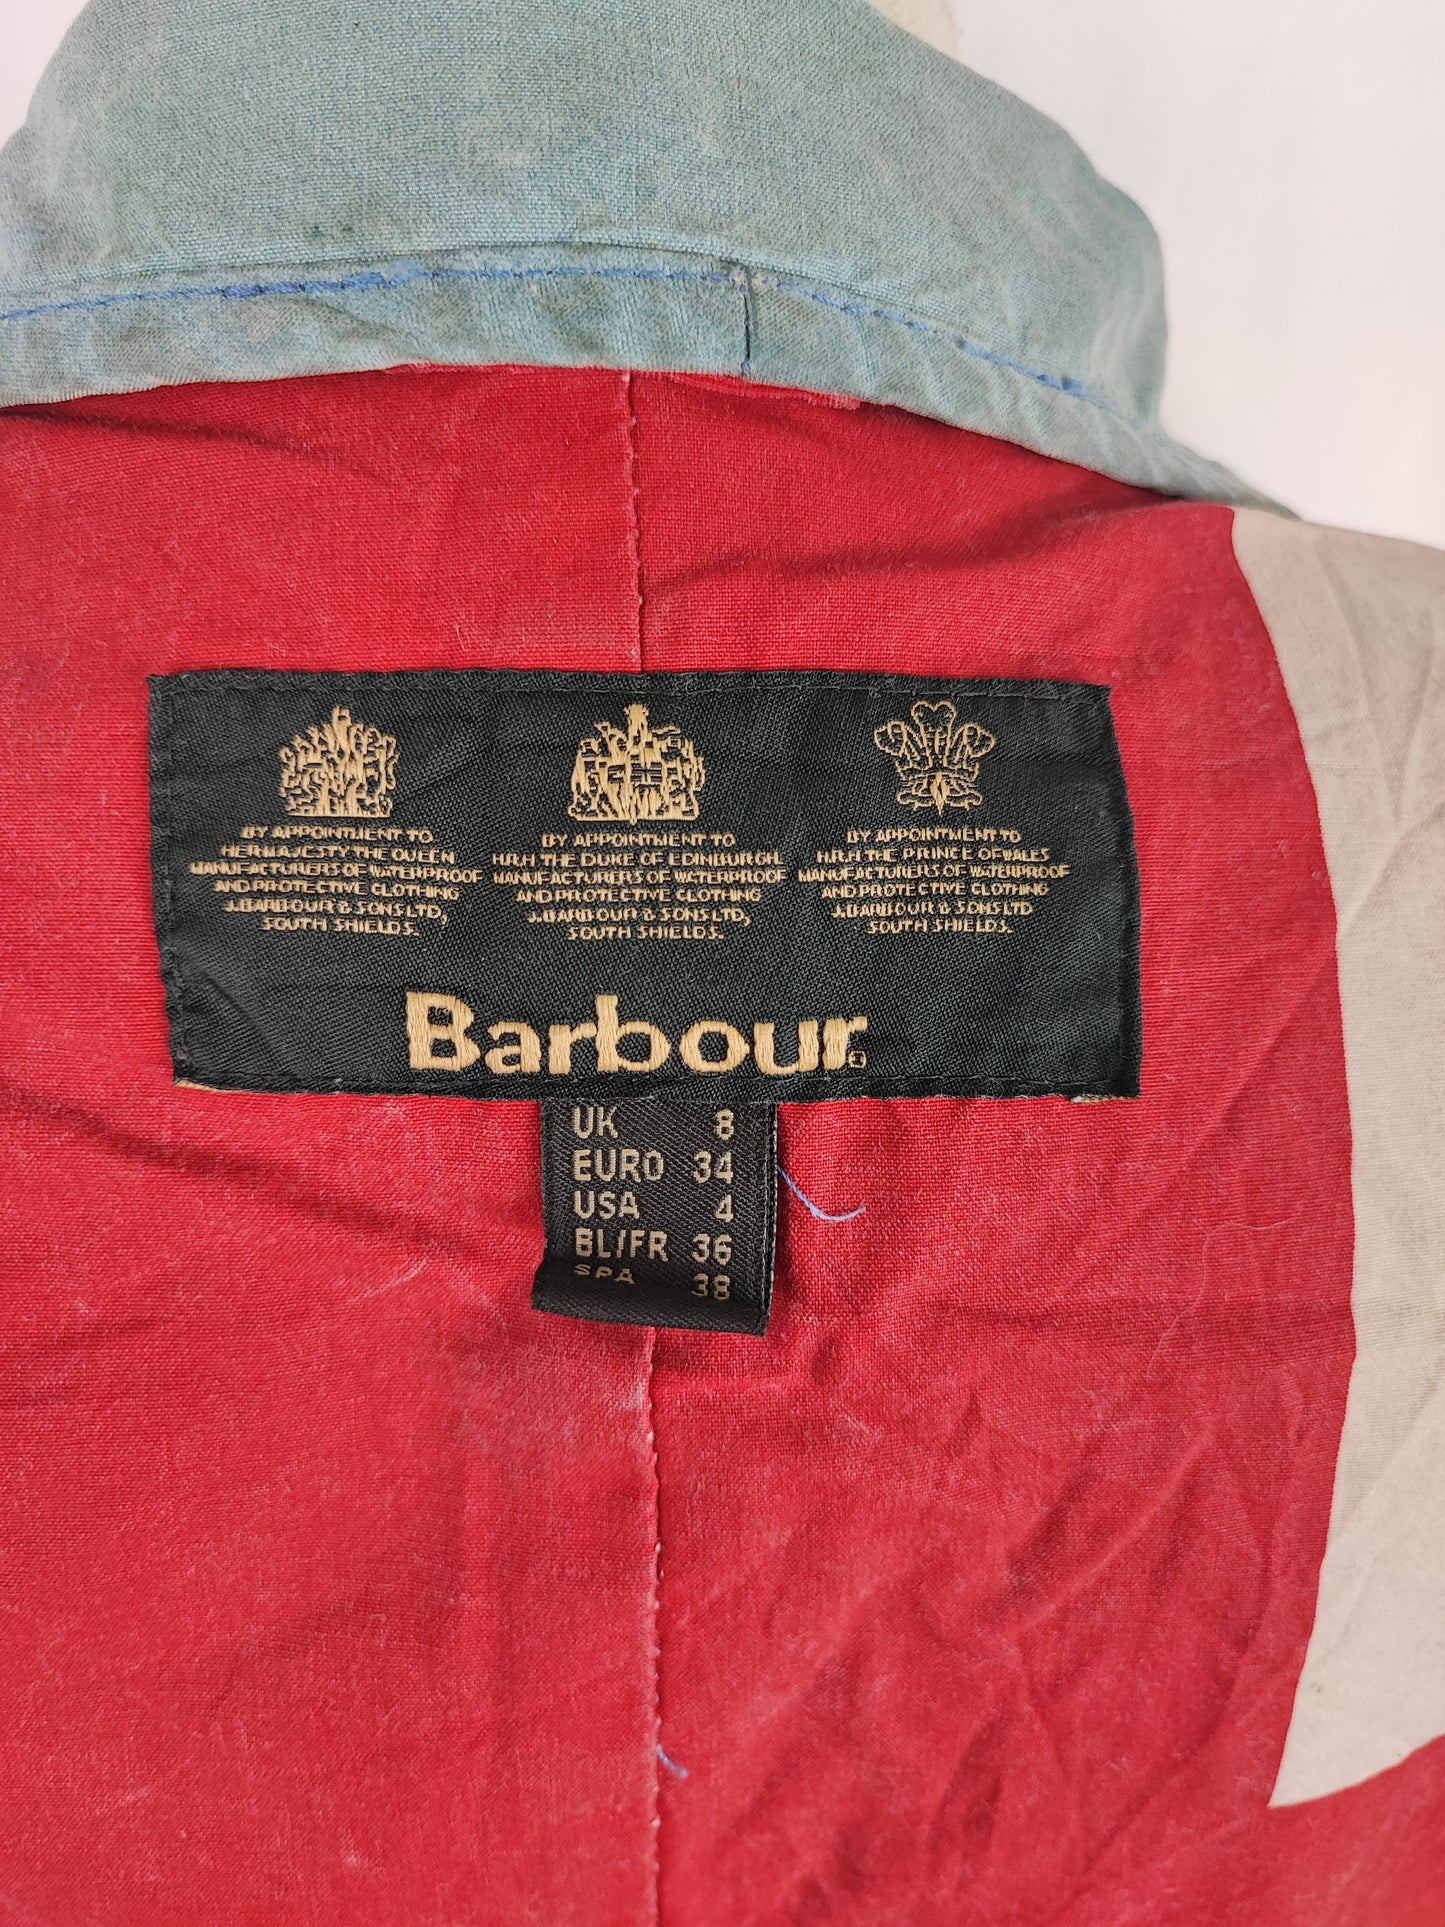 BY APPOINTMENT TO
HER MAJESTY THE QUEEN
MANUFACTURERS OF WATERPROOF
AND PROTECTIVE CLOTHING
J.BARBOUR & SONS LTD,
SOUTH SHIELDS.
BY APPOINTMENT TO
H.R.H THE DUKE OF EDINBURGH.
MANUFACTURERS OF WATERPROOF
AND PROTECTIVE CLOTHING
J.BARBOUR & SONS LTD,
SOUTH SHIELDS.
BY APPOINTMENT TO
H.R.H THE PRINCE OF WALES
MANUFACTURERS OF WATERPROOF
AND PROTECTIVE CLOTHING
J.BARBOUR & SONS LTD
SOUTH SHIELDS.
Barbour
UK 8
EURO 34
USA 4
BL/FR 36
SPA 38